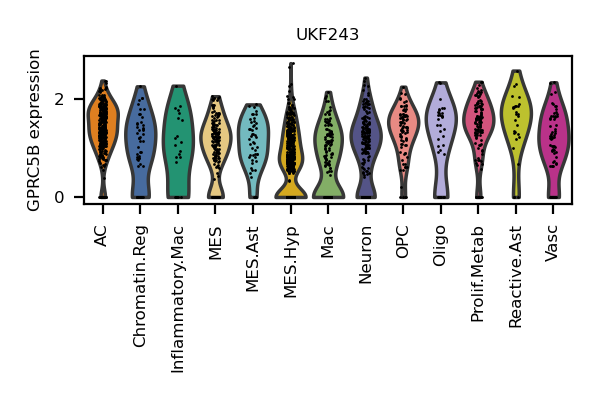 UKF243
GPRC5B expression
2
0
AC
Chromatin.Reg
Inflammatory.Mac
MES
MES.Ast
MES.Hyp
Mac
Neuron
OPC
Oligo
Prolif.Metab
Reactive.Ast
Vasc